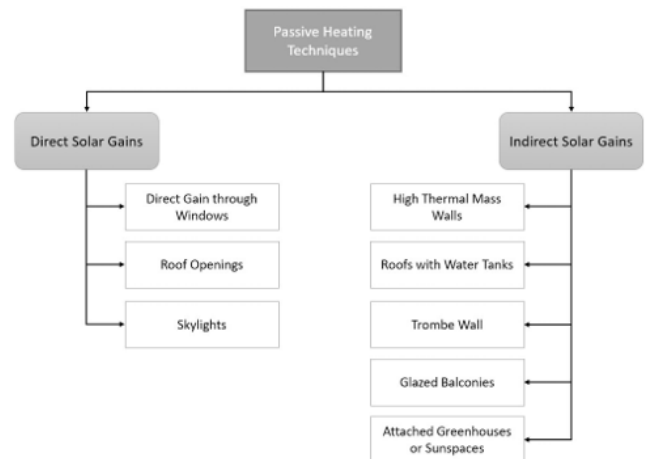 Passive Heating
Techniques
Direct Solar Gains
Indirect Solar Gains
Direct Gain through
Windows
Roof Openings
Skylights
High Thermal Mass
Walls
Roofs with Water Tanks
Trombe Wall
Glazed Balconies
Attached Greenhouses
or Sunspaces